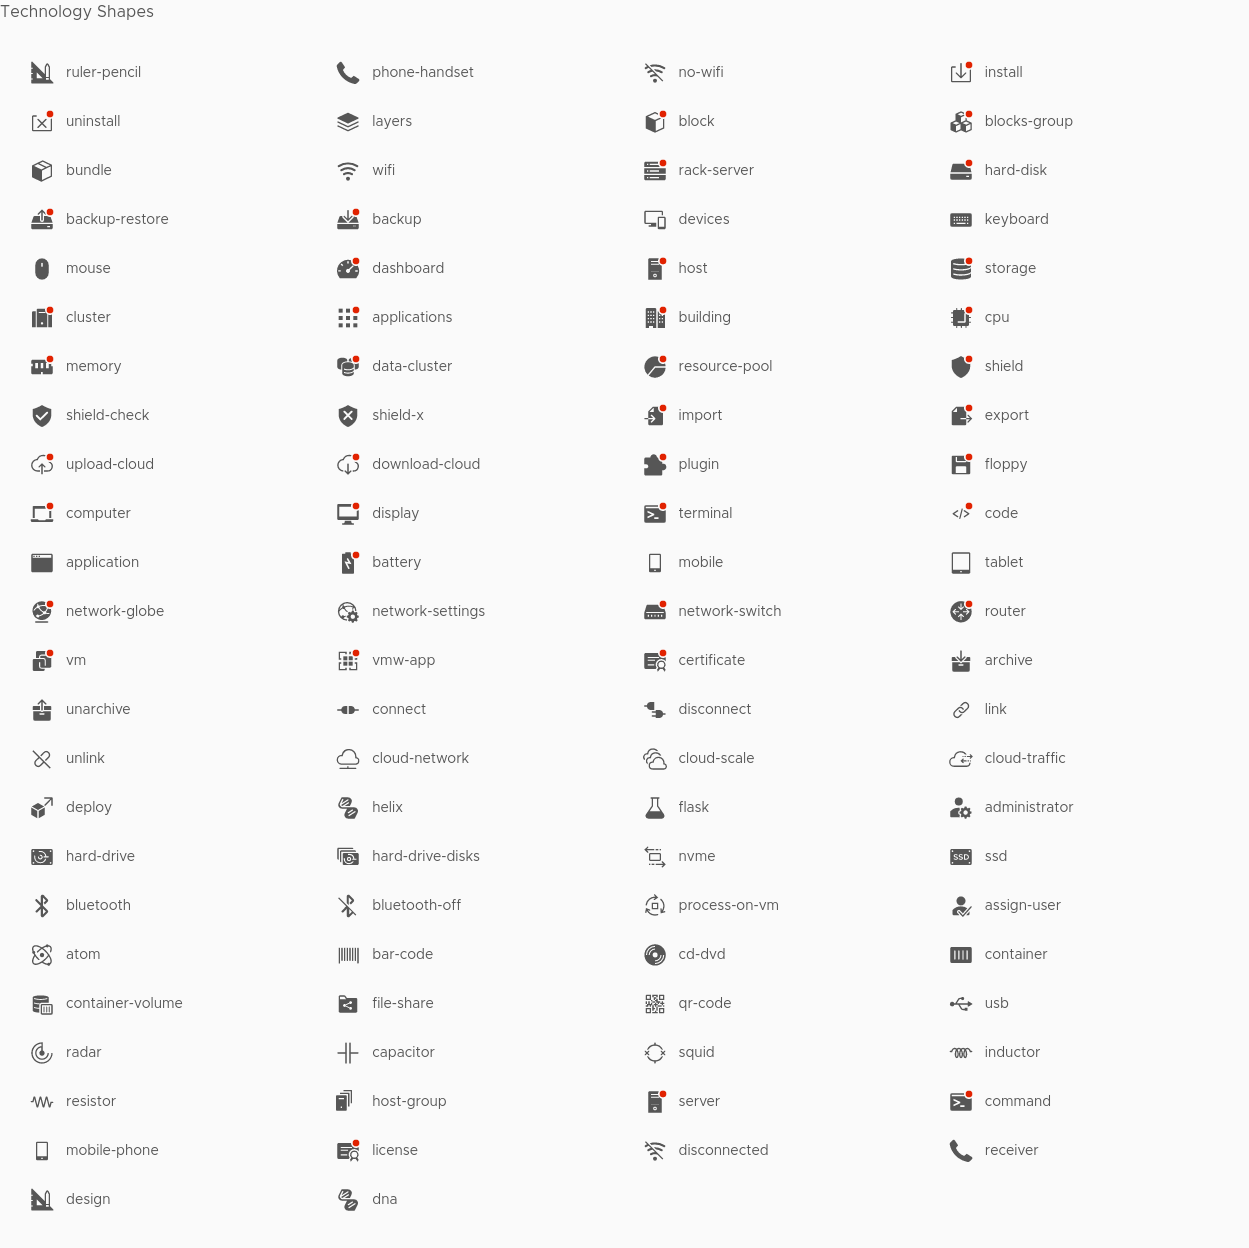 Technology Shapes
ruler-pencil phone-handset no-wifi install
uninstall layers block blocks-group
bundle wifi rack-server hard-disk
backup-restore backup devices keyboard
mouse dashboard host storage
cluster applications building cpu
memory data-cluster resource-pool shield
shield-check shield-x import export
upload-cloud download-cloud plugin floppy
computer display terminal code
application battery mobile tablet
network-globe network-settings network-switch router
vm vmw-app certificate archive
unarchive connect disconnect link
unlink cloud-network cloud-scale cloud-traffic
deploy helix flask administrator
hard-drive hard-drive-disks nvme SSD ssd
bluetooth bluetooth-off process-on-vm assign-user
atom bar-code cd-dvd container
container-volume file-share qr-code usb
radar capacitor squid inductor
resistor host-group server command
mobile-phone license disconnected receiver
design dna